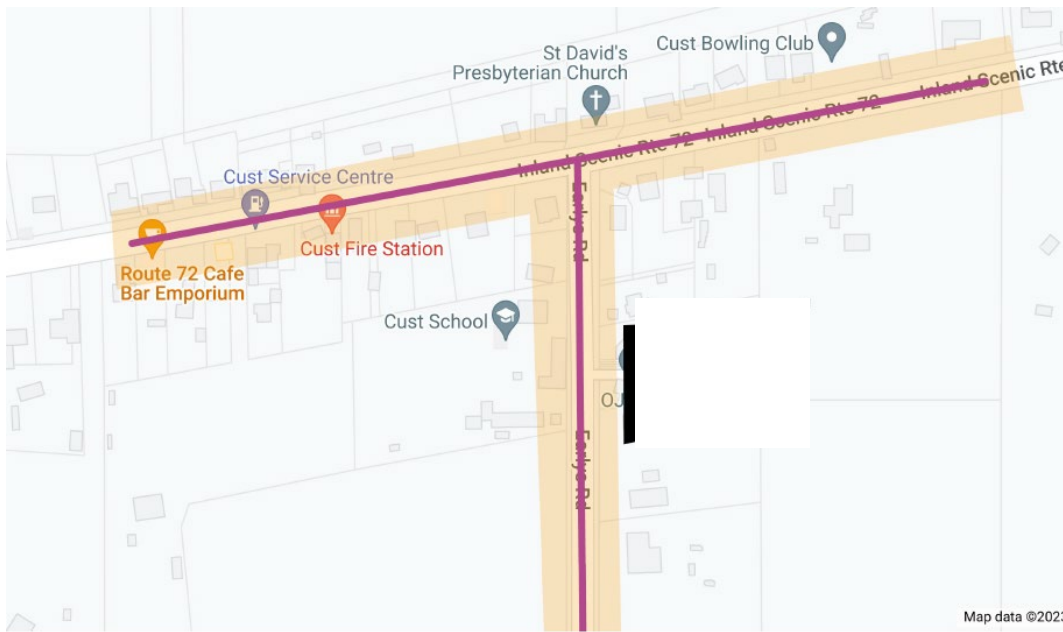 Cust Bowling Club
St David's
Presbyterian Church
Inland Scenic Rte
Inland Scenic Rte 72
Inland Scenic Rte 72
Cust Service Centre
Earlys Rd
Cust Fire Station
Route 72 Cafe
Bar Emporium
Cust School
OJ
Earlys Rd
Map data ©2023